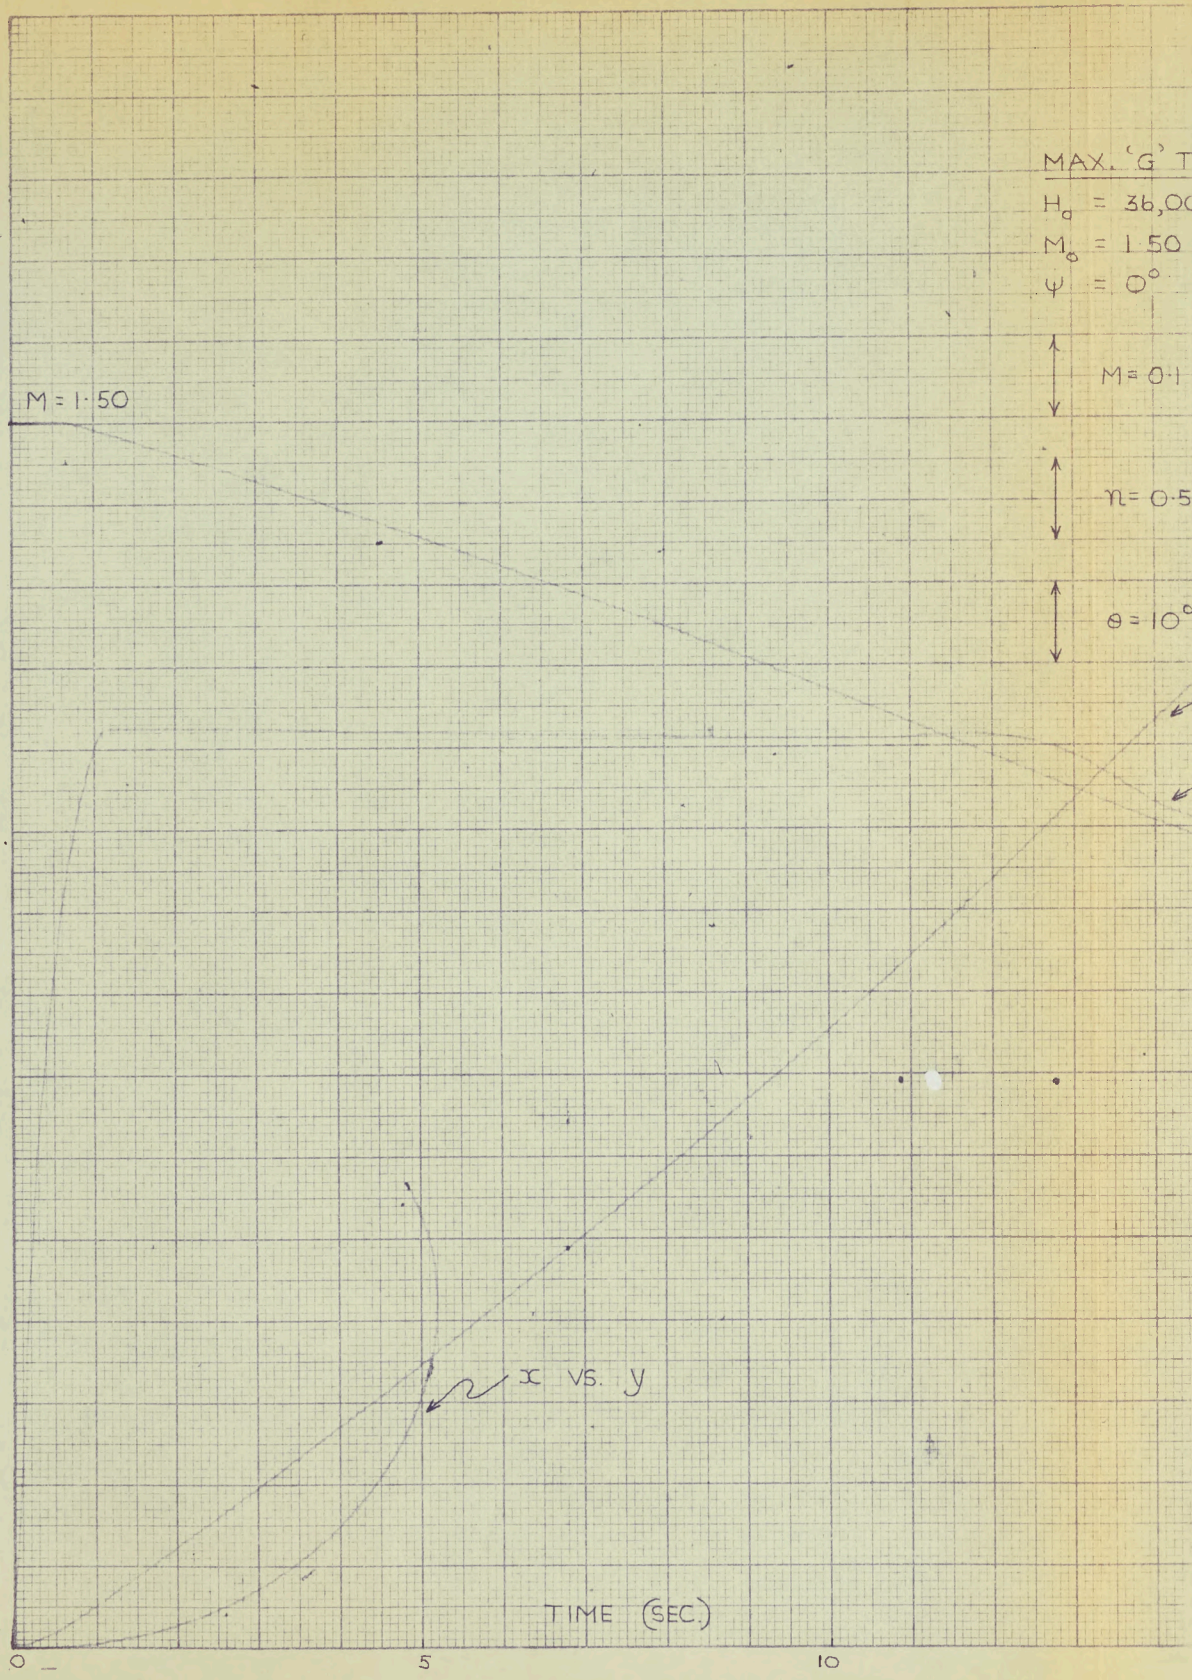 MAX. 'G' T
H₀ = 36,00
M₀ = 1.50
ψ = 0°
M = 0.1
M = 1.50
n = 0.5
θ = 10°
x vs. y
TIME (SEC.)
0 5 10